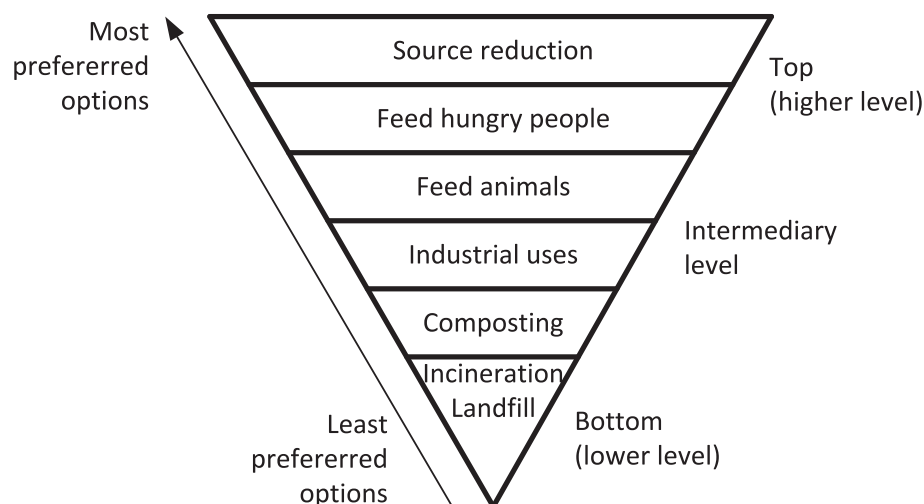 Most
prefererred
options
Source reduction
Top
(higher level)
Feed hungry people
Feed animals
Intermediary
level
Industrial uses
Composting
Incineration
Landfill
Least
prefererred
options
Bottom
(lower level)